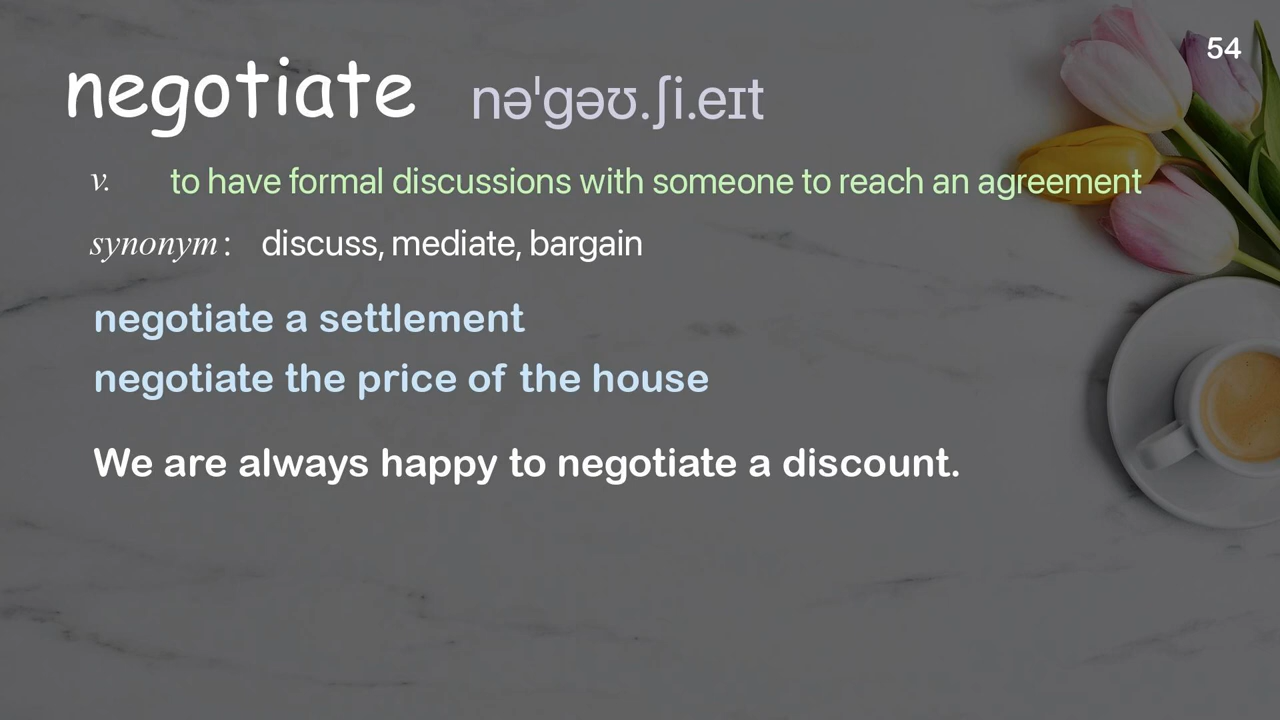 54
negotiate nəˈɡəʊ.ʃi.eɪt
v. to have formal discussions with someone to reach an agreement
synonym: discuss, mediate, bargain
negotiate a settlement
negotiate the price of the house
We are always happy to negotiate a discount.